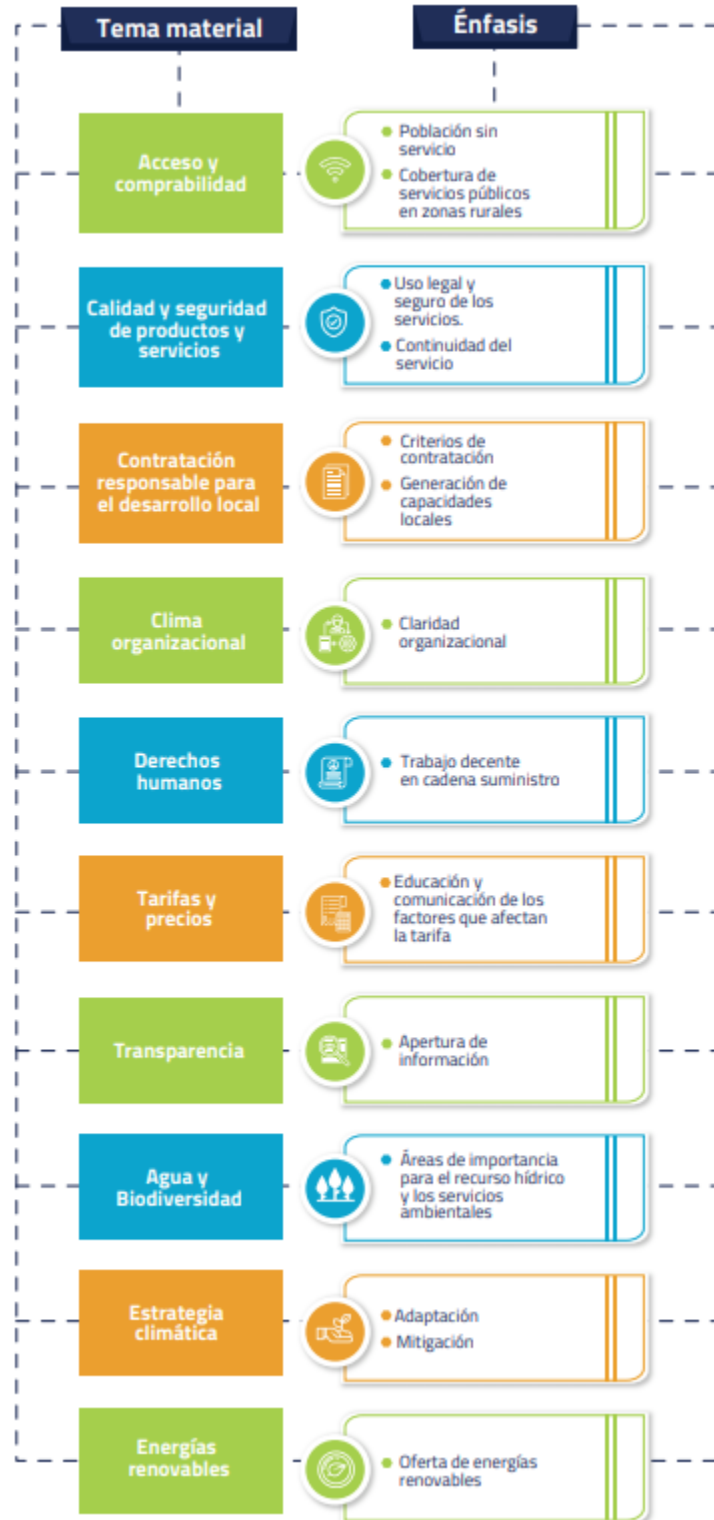 Tema material
Énfasis
Acceso y
comprabilidad
Población sin
servicio
Cobertura de
servicios públicos
en zonas rurales
Calidad y seguridad
de productos y
servicios
Uso legal y
seguro de los
servicios.
Continuidad del
servicio
Contratación
responsable para
el desarrollo local
Criterios de
contratación
Generación de
capacidades
locales
Clima
organizacional
Claridad
organizacional
Derechos
humanos
Trabajo decente
en cadena suministro
Tarifas y
precios
Educación y
comunicación de los
factores que afectan
la tarifa
Transparencia
Apertura de
información
Agua y
Biodiversidad
Áreas de importancia
para el recurso hídrico
y los servicios
ambientales
Estrategia
climática
Adaptación
Mitigación
Energías
renovables
Oferta de energías
renovables